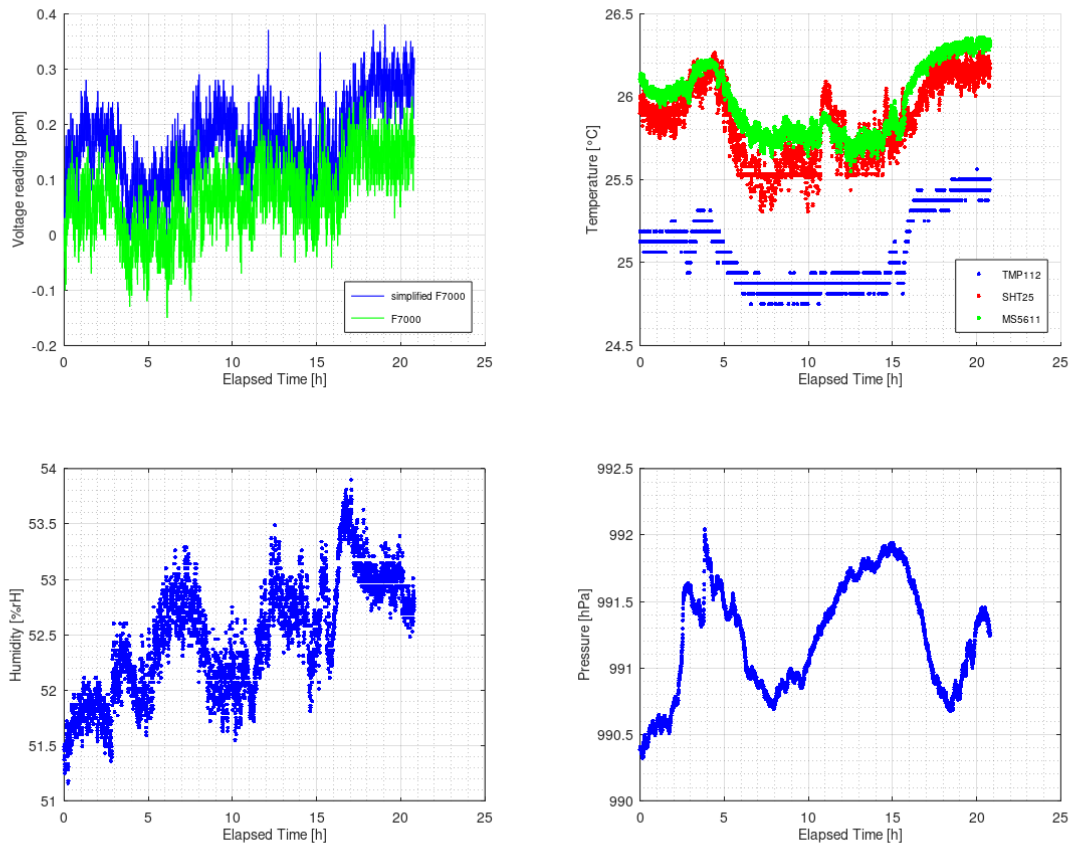 0.4
0.3
0.2
0.1
0
-0.1
-0.2
Voltage reading [ppm]
simplified F7000
F7000
0 5 10 15 20 25
Elapsed Time [h]
26.5
26
25.5
25
24.5
Temperature [°C]
TMP112
SHT25
MS5611
0 5 10 15 20 25
Elapsed Time [h]
54
53.5
53
52.5
52
51.5
51
Humidity [%rH]
0 5 10 15 20 25
Elapsed Time [h]
992.5
992
991.5
991
990.5
990
Pressure [hPa]
0 5 10 15 20 25
Elapsed Time [h]